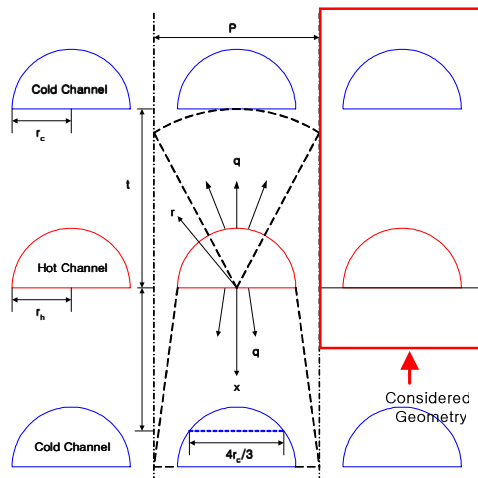 P
Cold Channel
r_c
q
t
r
Hot Channel
r_h
q
x
Considered
Geometry
Cold Channel
4r_c/3